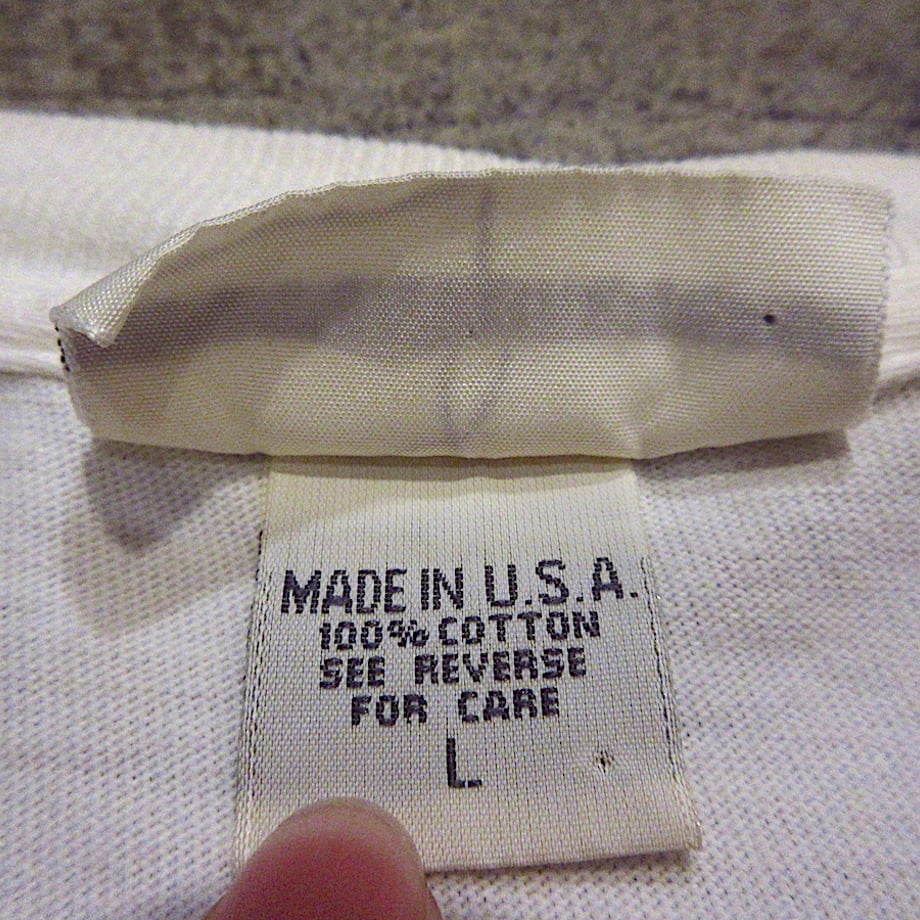 MADE IN U.S.A.
100% COTTON
SEE REVERSE
FOR CARE
L